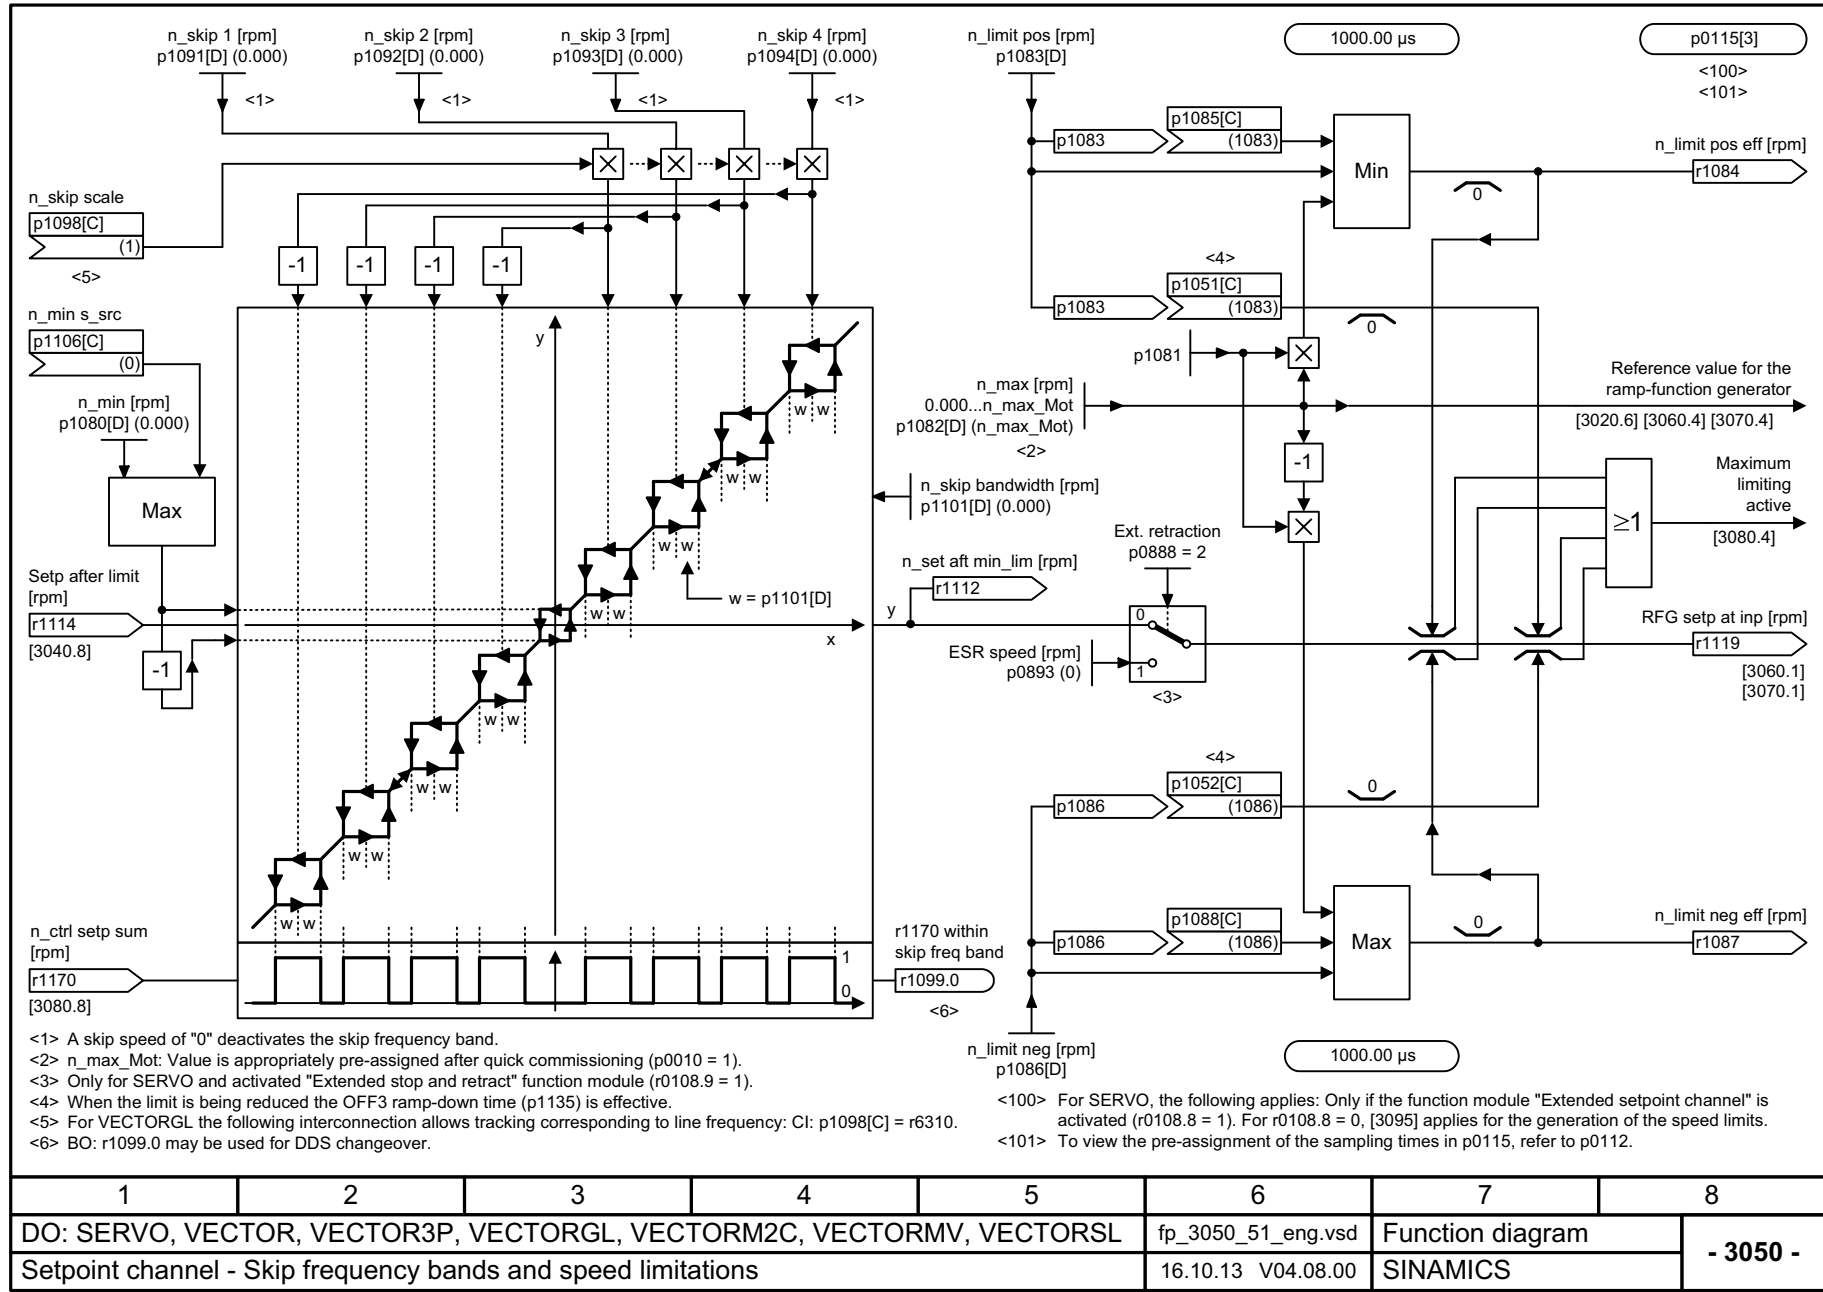 n_skip 1 [rpm]
p1091[D] (0.000)
<1>
n_skip 2 [rpm]
p1092[D] (0.000)
<1>
n_skip 3 [rpm]
p1093[D] (0.000)
<1>
n_skip 4 [rpm]
p1094[D] (0.000)
<1>
n_limit pos [rpm]
p1083[D]
1000.00 µs
p0115[3]
<100>
<101>
p1083
p1085[C]
(1083)
Min
0
n_limit pos eff [rpm]
r1084
n_skip scale
p1098[C]
(1)
<5>
-1
-1
-1
-1
<4>
p1083
p1051[C]
(1083)
0
n_min s_src
p1106[C]
(0)
n_min [rpm]
p1080[D] (0.000)
Max
y
w w
w w
w w
w w
w w
w w
w w
w w
p1081
n_max [rpm]
0.000...n_max_Mot
p1082[D] (n_max_Mot)
<2>
Reference value for the
ramp-function generator
[3020.6] [3060.4] [3070.4]
-1
n_skip bandwidth [rpm]
p1101[D] (0.000)
≥1
Maximum
limiting
active
[3080.4]
Setp after limit
[rpm]
r1114
[3040.8]
-1
w = p1101[D]
x
y
n_set aft min_lim [rpm]
r1112
Ext. retraction
p0888 = 2
0
1
<3>
ESR speed [rpm]
p0893 (0)
RFG setp at inp [rpm]
r1119
[3060.1]
[3070.1]
<4>
p1086
p1052[C]
(1086)
0
n_ctrl setp sum
[rpm]
r1170
[3080.8]
1
0
r1170 within
skip freq band
r1099.0
<6>
p1086
p1088[C]
(1086)
Max
0
n_limit neg eff [rpm]
r1087
n_limit neg [rpm]
p1086[D]
1000.00 µs
<1> A skip speed of "0" deactivates the skip frequency band.
<2> n_max_Mot: Value is appropriately pre-assigned after quick commissioning (p0010 = 1).
<3> Only for SERVO and activated "Extended stop and retract" function module (r0108.9 = 1).
<4> When the limit is being reduced the OFF3 ramp-down time (p1135) is effective.
<5> For VECTORGL the following interconnection allows tracking corresponding to line frequency: CI: p1098[C] = r6310.
<6> BO: r1099.0 may be used for DDS changeover.
<100> For SERVO, the following applies: Only if the function module "Extended setpoint channel" is
activated (r0108.8 = 1). For r0108.8 = 0, [3095] applies for the generation of the speed limits.
<101> To view the pre-assignment of the sampling times in p0115, refer to p0112.
1 2 3 4 5 6 7 8
DO: SERVO, VECTOR, VECTOR3P, VECTORGL, VECTORM2C, VECTORMV, VECTORSL
fp_3050_51_eng.vsd
Function diagram
- 3050 -
Setpoint channel - Skip frequency bands and speed limitations
16.10.13 V04.08.00
SINAMICS